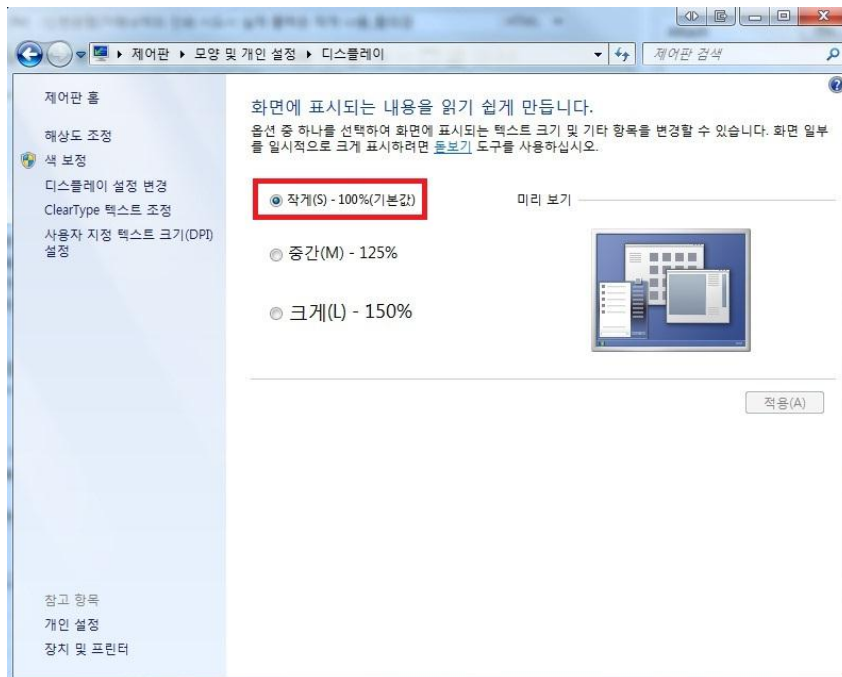 제어판 ▸ 모양 및 개인 설정 ▸ 디스플레이
제어판 검색
제어판 홈
해상도 조정
색 보정
디스플레이 설정 변경
ClearType 텍스트 조정
사용자 지정 텍스트 크기(DPI)
설정
화면에 표시되는 내용을 읽기 쉽게 만듭니다.
옵션 중 하나를 선택하여 화면에 표시되는 텍스트 크기 및 기타 항목을 변경할 수 있습니다. 화면 일부
를 일시적으로 크게 표시하려면 돋보기 도구를 사용하십시오.
작게(S) - 100%(기본값)
미리 보기
중간(M) - 125%
크게(L) - 150%
적용(A)
참고 항목
개인 설정
장치 및 프린터